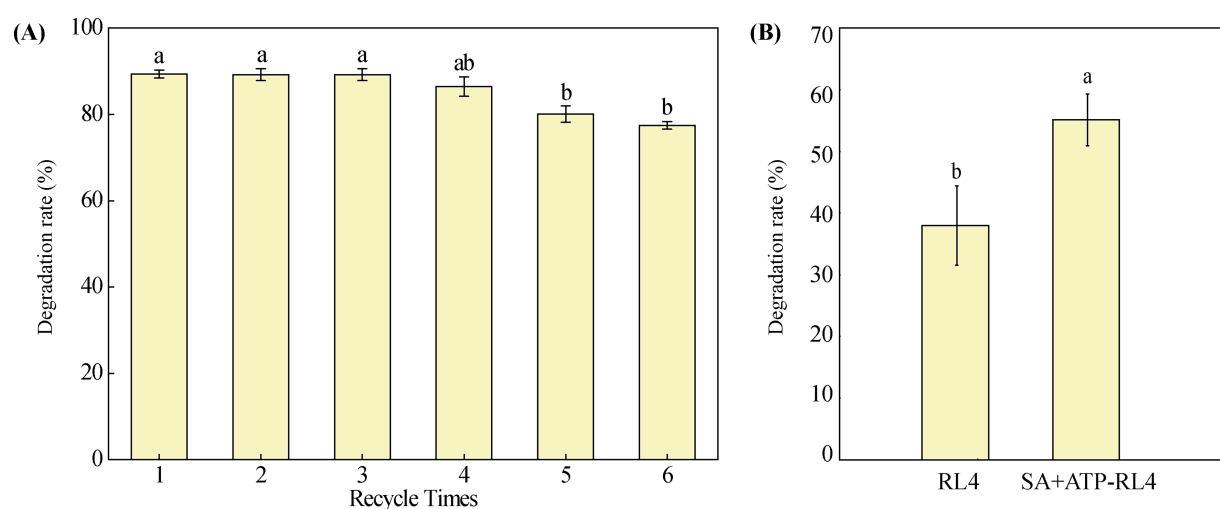 (A)
100
80
60
40
20
0
Degradation rate (%)
a
a
a
ab
b
b
1 2 3 4 5 6
Recycle Times
(B)
70
60
50
40
30
20
10
0
Degradation rate (%)
b
a
RL4 SA+ATP-RL4